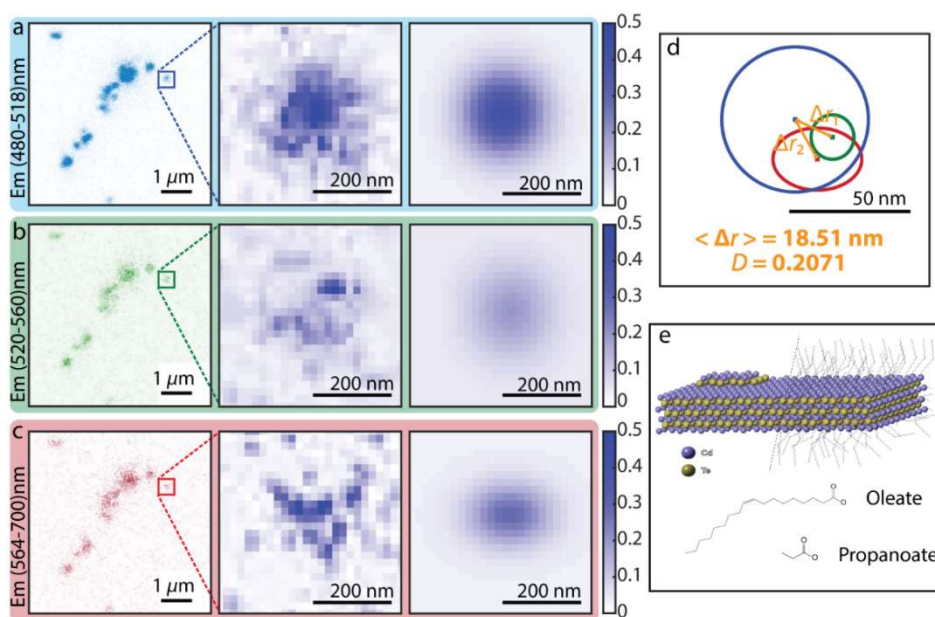 a
Em (480-518)nm
1 μm
200 nm
200 nm
0.5
0.4
0.3
0.2
0.1
0
b
Em (520-560)nm
1 μm
200 nm
200 nm
0.5
0.4
0.3
0.2
0.1
0
c
Em (564-700)nm
1 μm
200 nm
200 nm
0.5
0.4
0.3
0.2
0.1
0
d
Δr₁
Δr₂
50 nm
< Δr > = 18.51 nm
D = 0.2071
e
Cd
Te
O
O
Oleate
O
O
Propanoate